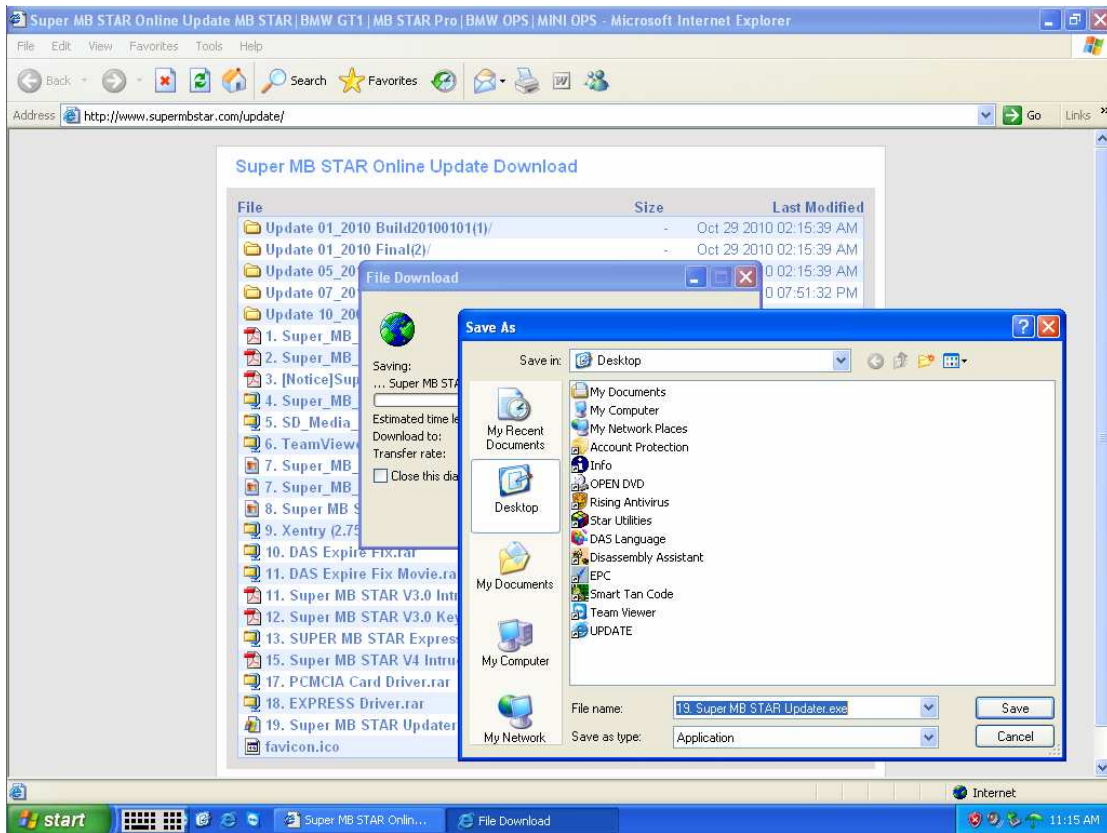 Super MB STAR Online Update MB STAR|BMW GT1|MB STAR Pro|BMW OPS|MINI OPS - Microsoft Internet Explorer
File Edit View Favorites Tools Help
Back Search Favorites
Address http://www.supermbstar.com/update/ Go Links »
Super MB STAR Online Update Download
File Size Last Modified
Update 01_2010 Build20100101(1)/ - Oct 29 2010 02:15:39 AM
Update 01_2010 Final(2)/ - Oct 29 2010 02:15:39 AM
Update 05_20 0 02:15:39 AM
Update 07_20 0 07:51:32 PM
Update 10_20
1. Super_MB_
2. Super_MB_
3. [Notice]Sup
4. Super_MB_
5. SD_Media_
6. TeamView
7. Super_MB_
7. Super_MB_
8. Super MB S
9. Xentry (2.75
10. DAS Expire Fix.rar
11. DAS Expire Fix Movie.ra
11. Super MB STAR V3.0 Intr
12. Super MB STAR V3.0 Key
13. SUPER MB STAR Expres
15. Super MB STAR V4 Intru
17. PCMCIA Card Driver.rar
18. EXPRESS Driver.rar
19. Super MB STAR Updater
favicon.ico
File Download
Saving:
... Super MB STA
Estimated time le
Download to:
Transfer rate:
Close this dia
Save As
Save in: Desktop
My Recent Documents
Desktop
My Documents
My Computer
My Network
My Documents
My Computer
My Network Places
Account Protection
Info
OPEN DVD
Rising Antivirus
Star Utilities
DAS Language
Disassembly Assistant
EPC
Smart Tan Code
Team Viewer
UPDATE
File name: 19. Super MB STAR Updater.exe Save
Save as type: Application Cancel
Internet
start Super MB STAR Onlin... File Download 11:15 AM